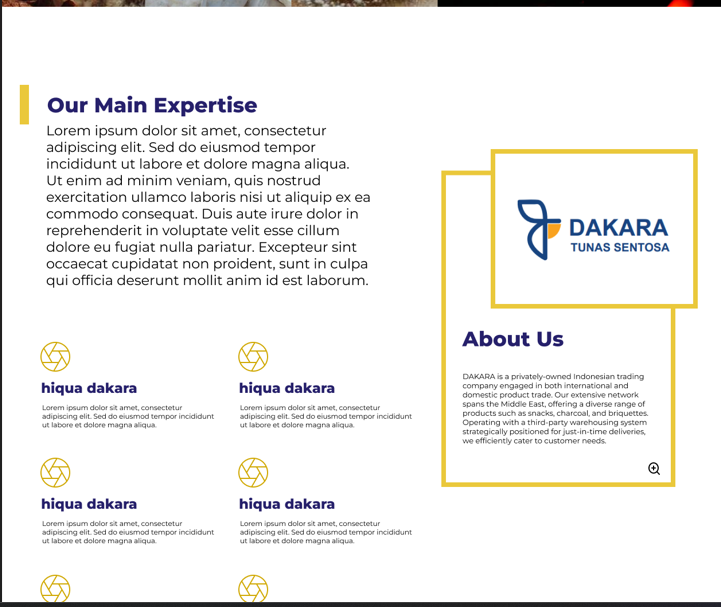 Our Main Expertise
Lorem ipsum dolor sit amet, consectetur
adipiscing elit. Sed do eiusmod tempor
incididunt ut labore et dolore magna aliqua.
Ut enim ad minim veniam, quis nostrud
exercitation ullamco laboris nisi ut aliquip ex ea
commodo consequat. Duis aute irure dolor in
reprehenderit in voluptate velit esse cillum
dolore eu fugiat nulla pariatur. Excepteur sint
occaecat cupidatat non proident, sunt in culpa
qui officia deserunt mollit anim id est laborum.
hiqua dakara
Lorem ipsum dolor sit amet, consectetur
adipiscing elit. Sed do eiusmod tempor incididunt
ut labore et dolore magna aliqua.
hiqua dakara
Lorem ipsum dolor sit amet, consectetur
adipiscing elit. Sed do eiusmod tempor incididunt
ut labore et dolore magna aliqua.
hiqua dakara
Lorem ipsum dolor sit amet, consectetur
adipiscing elit. Sed do eiusmod tempor incididunt
ut labore et dolore magna aliqua.
hiqua dakara
Lorem ipsum dolor sit amet, consectetur
adipiscing elit. Sed do eiusmod tempor incididunt
ut labore et dolore magna aliqua.
DAKARA
TUNAS SENTOSA
About Us
DAKARA is a privately-owned Indonesian trading
company engaged in both international and
domestic product trade. Our extensive network
spans the Middle East, offering a diverse range of
products such as snacks, charcoal, and briquettes.
Operating with a third-party warehousing system
strategically positioned for just-in-time deliveries,
we efficiently cater to customer needs.